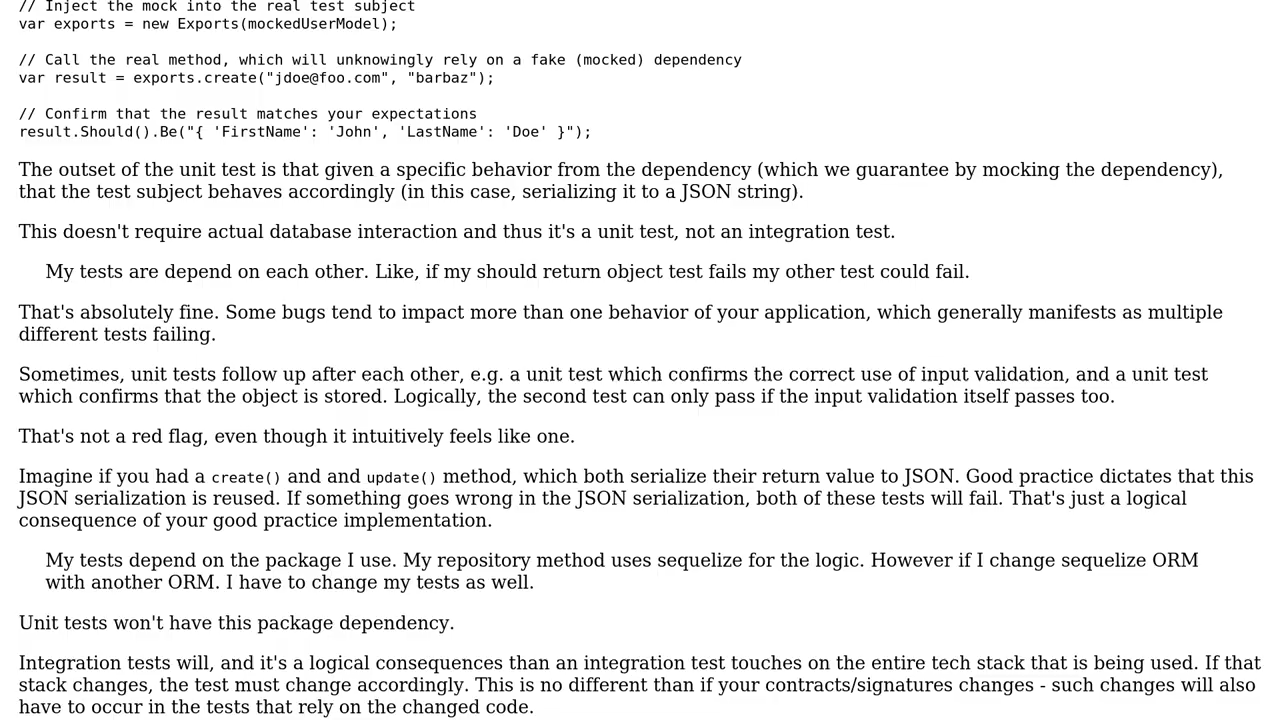 // Inject the mock into the real test subject
var exports = new Exports(mockedUserModel);
// Call the real method, which will unknowingly rely on a fake (mocked) dependency
var result = exports.create("jdoe@foo.com", "barbaz");
// Confirm that the result matches your expectations
result.Should().Be("{ 'FirstName': 'John', 'LastName': 'Doe' }");
The outset of the unit test is that given a specific behavior from the dependency (which we guarantee by mocking the dependency),
that the test subject behaves accordingly (in this case, serializing it to a JSON string).
This doesn't require actual database interaction and thus it's a unit test, not an integration test.
My tests are depend on each other. Like, if my should return object test fails my other test could fail.
That's absolutely fine. Some bugs tend to impact more than one behavior of your application, which generally manifests as multiple
different tests failing.
Sometimes, unit tests follow up after each other, e.g. a unit test which confirms the correct use of input validation, and a unit test
which confirms that the object is stored. Logically, the second test can only pass if the input validation itself passes too.
That's not a red flag, even though it intuitively feels like one.
Imagine if you had a create() and and update() method, which both serialize their return value to JSON. Good practice dictates that this
JSON serialization is reused. If something goes wrong in the JSON serialization, both of these tests will fail. That's just a logical
consequence of your good practice implementation.
My tests depend on the package I use. My repository method uses sequelize for the logic. However if I change sequelize ORM
with another ORM. I have to change my tests as well.
Unit tests won't have this package dependency.
Integration tests will, and it's a logical consequences than an integration test touches on the entire tech stack that is being used. If that
stack changes, the test must change accordingly. This is no different than if your contracts/signatures changes - such changes will also
have to occur in the tests that rely on the changed code.